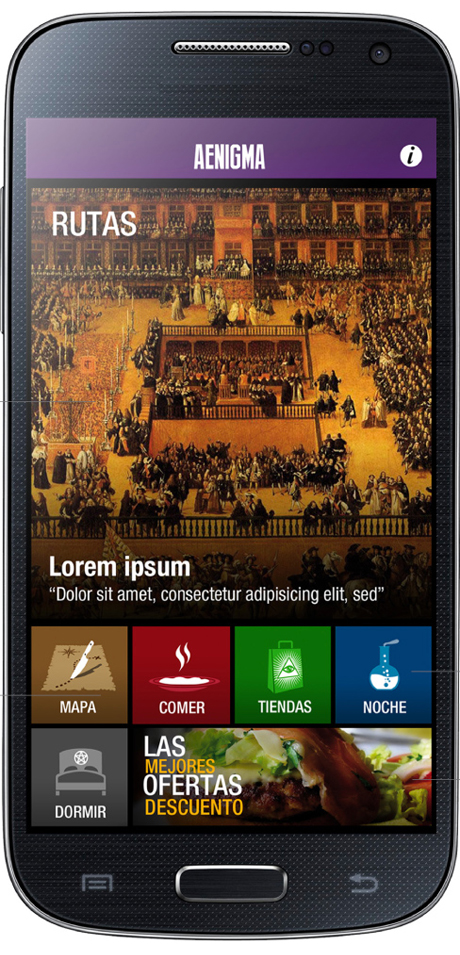 AENIGMA
i
RUTAS
Lorem ipsum
“Dolor sit amet, consectetur adipisicing elit, sed”
MAPA
COMER
TIENDAS
NOCHE
DORMIR
LAS
MEJORES
OFERTAS
DESCUENTO